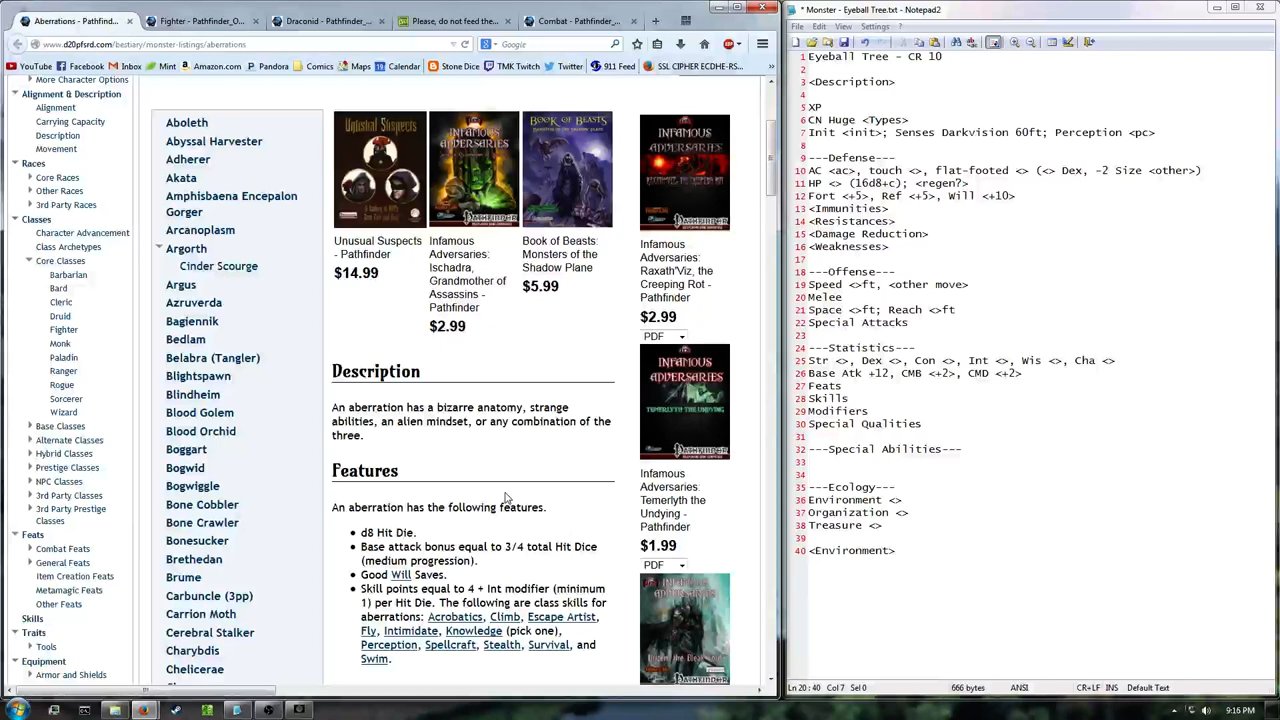 Aberrations - Pathfind...
Fighter - Pathfinder_O...
Draconid - Pathfinder_...
Please, do not feed the...
Combat - Pathfinder_...
www.d20pfsrd.com/bestiary/monster-listings/aberrations
Google
YouTube
Facebook
Mint
Amazon.com
Pandora
Comics
Maps
Calendar
Stone Dice
TMK Twitch
Twitter
911 Feed
SSL CIPHER ECDHE-RS...
More Character Options
Alignment & Description
Alignment
Carrying Capacity
Description
Movement
Races
Core Races
Other Races
3rd Party Races
Classes
Character Advancement
Class Archetypes
Core Classes
Barbarian
Bard
Cleric
Druid
Fighter
Monk
Paladin
Ranger
Rogue
Sorcerer
Wizard
Base Classes
Alternate Classes
Hybrid Classes
Prestige Classes
NPC Classes
3rd Party Classes
3rd Party Prestige
Classes
Feats
Combat Feats
General Feats
Item Creation Feats
Metamagic Feats
Other Feats
Skills
Traits
Tools
Equipment
Armor and Shields
Aboleth
Abyssal Harvester
Adherer
Akata
Amphisbaena Entropalan
Gorger
Arcanoplasm
Argorth
Cinder Scourge
Argus
Azruverda
Bagiennik
Bedlam
Belabra (Tangler)
Blightspawn
Blindheim
Blood Golem
Blood Orchid
Boggart
Bogwid
Bogwiggle
Bone Cobbler
Bone Crawler
Bonesucker
Brethedan
Brume
Carbuncle (3pp)
Carrion Moth
Cerebral Stalker
Charybdis
Chelicerae
Unusual Suspects
- Pathfinder
$14.99
Infamous
Adversaries:
Ischadra,
Grandmother of
Assassins -
Pathfinder
$2.99
Book of Beasts:
Monsters of the
Shadow Plane
$5.99
Infamous
Adversaries:
Raxath'Viz, the
Creeping Rot -
Pathfinder
$2.99
PDF
Infamous
Adversaries:
Temerlyth the
Undying -
Pathfinder
$1.99
PDF
Description
An aberration has a bizarre anatomy, strange
abilities, an alien mindset, or any combination of the
three.
Features
An aberration has the following features.
d8 Hit Die.
Base attack bonus equal to 3/4 total Hit Dice
(medium progression).
Good Will Saves.
Skill points equal to 4 + Int modifier (minimum
1) per Hit Die. The following are class skills for
aberrations: Acrobatics, Climb, Escape Artist,
Fly, Intimidate, Knowledge (pick one),
Perception, Spellcraft, Stealth, Survival, and
Swim.
* Monster - Eyeball Tree.txt - Notepad2
File Edit View Settings ?
1 Eyeball Tree - CR 10
2
3 <Description>
5 XP
6 CN Huge <Types>
7 Init <init>; Senses Darkvision 60ft; Perception <pc>
8
9 ---Defense---
10 AC <ac>, touch <>, flat-footed <> (<> Dex, -2 Size <other>)
11 HP <> (16d8+c); <regen?>
12 Fort <+5>, Ref <+5>, Will <+10>
13 <Immunities>
14 <Resistances>
15 <Damage Reduction>
16 <Weaknesses>
17
18 ---Offense---
19 Speed <>ft, <other move>
20 Melee
21 Space <>ft; Reach <>ft
22 Special Attacks
23
24 ---Statistics---
25 Str <>, Dex <>, Con <>, Int <>, Wis <>, Cha <>
26 Base Atk +12, CMB <+2>, CMD <+2>
27 Feats
28 Skills
29 Modifiers
30 Special Qualities
31
32 ---Special Abilities---
33
34
35 ---Ecology---
36 Environment <>
37 Organization <>
38 Treasure <>
40 <Environment>
Ln 20 : 40 Col 7 Sel 0
666 bytes
ANSI
CR+LF INS Default Text
9:16 PM